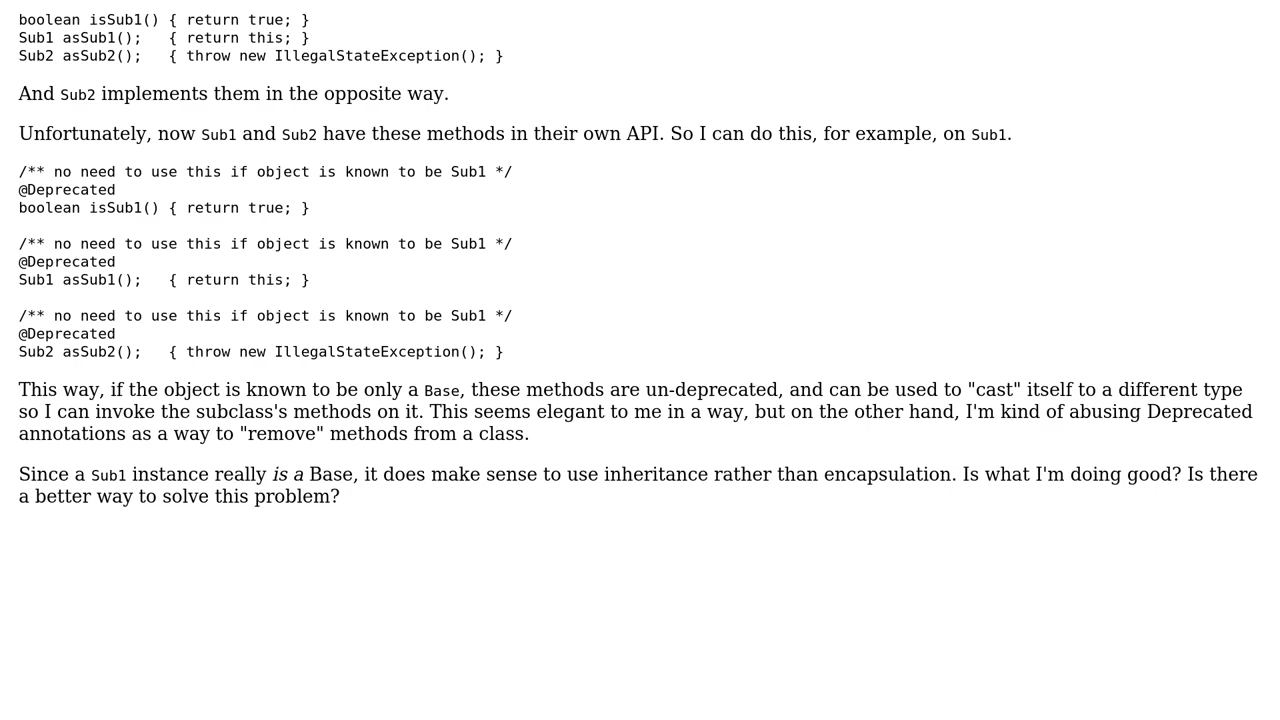 boolean isSub1() { return true; }
Sub1 asSub1();   { return this; }
Sub2 asSub2();   { throw new IllegalStateException(); }
And Sub2 implements them in the opposite way.
Unfortunately, now Sub1 and Sub2 have these methods in their own API. So I can do this, for example, on Sub1.
/** no need to use this if object is known to be Sub1 */
@Deprecated
boolean isSub1() { return true; }
/** no need to use this if object is known to be Sub1 */
@Deprecated
Sub1 asSub1();   { return this; }
/** no need to use this if object is known to be Sub1 */
@Deprecated
Sub2 asSub2();   { throw new IllegalStateException(); }
This way, if the object is known to be only a Base, these methods are un-deprecated, and can be used to "cast" itself to a different type
so I can invoke the subclass's methods on it. This seems elegant to me in a way, but on the other hand, I'm kind of abusing Deprecated
annotations as a way to "remove" methods from a class.
Since a Sub1 instance really is a Base, it does make sense to use inheritance rather than encapsulation. Is what I'm doing good? Is there
a better way to solve this problem?